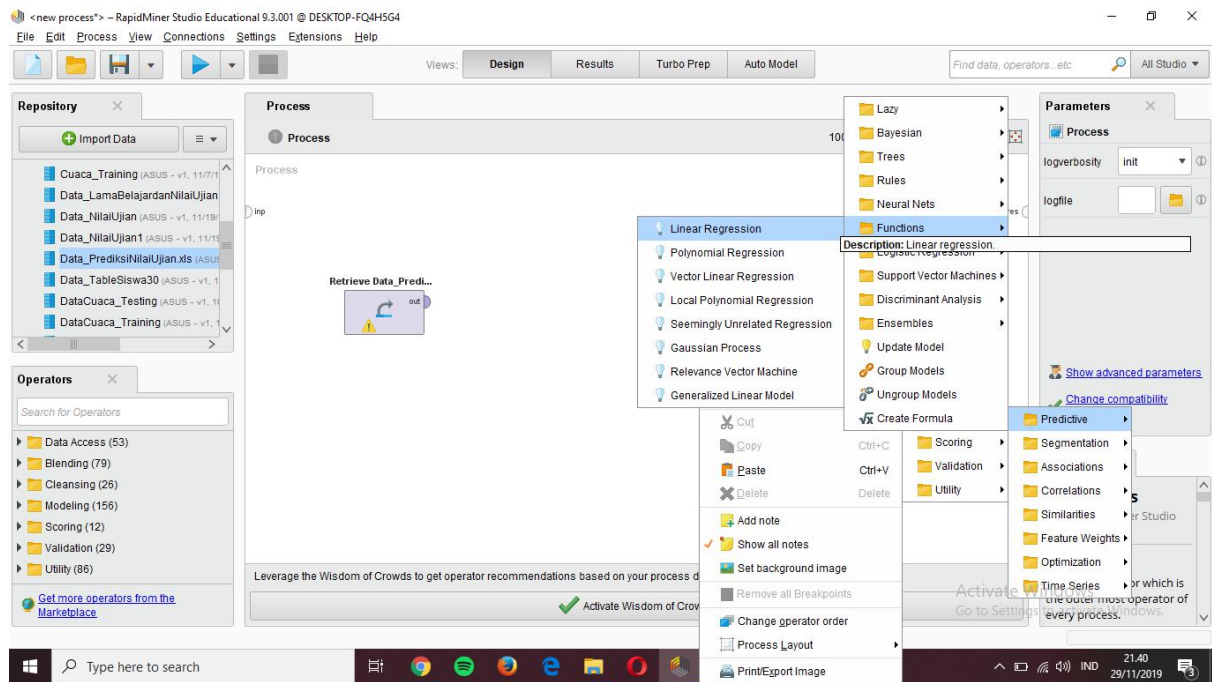 <new process*> – RapidMiner Studio Educational 9.3.001 @ DESKTOP-FQ4H5G4
File Edit Process View Connections Settings Extensions Help
Views: Design Results Turbo Prep Auto Model
Find data, operators...etc
All Studio
Repository
Import Data
Cuaca_Training (ASUS - v1, 11/7/1
Data_LamaBelajardanNilaiUjian
Data_NilaiUjian (ASUS - v1, 11/19/
Data_NilaiUjian1 (ASUS - v1, 11/19
Data_PrediksiNilaiUjian.xls (ASUS
Data_TableSiswa30 (ASUS - v1, 1
DataCuaca_Testing (ASUS - v1, 1
DataCuaca_Training (ASUS - v1, 1
Operators
Search for Operators
Data Access (53)
Blending (79)
Cleansing (26)
Modeling (156)
Scoring (12)
Validation (29)
Utility (86)
Get more operators from the
Marketplace
Process
Process
100
Process
inp
res
Retrieve Data_Predi...
out
Leverage the Wisdom of Crowds to get operator recommendations based on your process d
Activate Wisdom of Crow
Linear Regression
Polynomial Regression
Vector Linear Regression
Local Polynomial Regression
Seemingly Unrelated Regression
Gaussian Process
Relevance Vector Machine
Generalized Linear Model
Lazy
Bayesian
Trees
Rules
Neural Nets
Functions
Description: Linear regression.
Logistic Regression
Support Vector Machines
Discriminant Analysis
Ensembles
Update Model
Group Models
Ungroup Models
Create Formula
Cut
Copy Ctrl+C
Paste Ctrl+V
Delete Delete
Add note
Show all notes
Set background image
Remove all Breakpoints
Change operator order
Process Layout
Print/Export Image
Scoring
Validation
Utility
Predictive
Segmentation
Associations
Correlations
Similarities
Feature Weights
Optimization
Time Series
Parameters
Process
logverbosity init
logfile
Show advanced parameters
Change compatibility
s
er Studio
or which is
the outer most operator of
every process.
Activate Windows
Go to Settings to activate Windows.
Type here to search
IND
21.40
29/11/2019
3